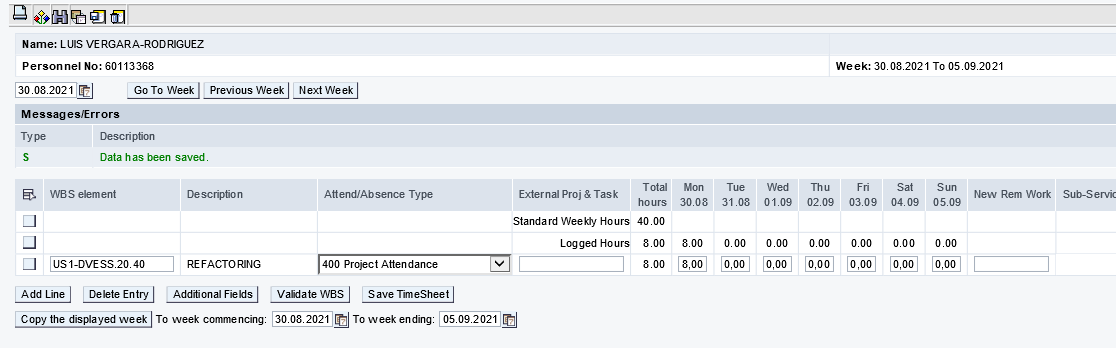 Name: LUIS VERGARA-RODRIGUEZ
Personnel No: 60113368 Week: 30.08.2021 To 05.09.2021
30.08.2021 Go To Week Previous Week Next Week
Messages/Errors
Type Description
S Data has been saved.
WBS element Description Attend/Absence Type External Proj & Task Total hours Mon 30.08 Tue 31.08 Wed 01.09 Thu 02.09 Fri 03.09 Sat 04.09 Sun 05.09 New Rem Work Sub-Servic
Standard Weekly Hours 40.00
Logged Hours 8.00 8.00 0.00 0.00 0.00 0.00 0.00 0.00
US1-DVESS.20.40 REFACTORING 400 Project Attendance 8.00 8,00 0,00 0,00 0,00 0,00 0,00 0,00
Add Line Delete Entry Additional Fields Validate WBS Save TimeSheet
Copy the displayed week To week commencing: 30.08.2021 To week ending: 05.09.2021